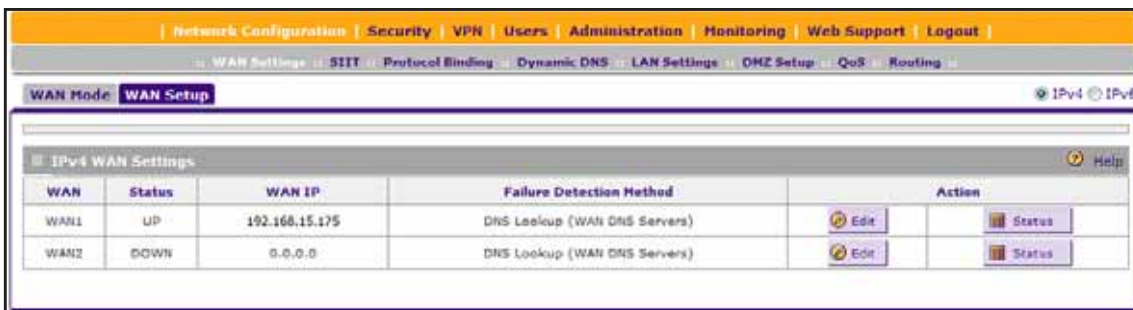 | Network Configuration | Security | VPN | Users | Administration | Monitoring | Web Support | Logout |
:: WAN Settings :: SIIT :: Protocol Binding :: Dynamic DNS :: LAN Settings :: DMZ Setup :: QoS :: Routing ::
WAN Mode WAN Setup IPv4 IPv6
IPv4 WAN Settings Help
WAN Status WAN IP Failure Detection Method Action
WAN1 UP 192.168.15.175 DNS Lookup (WAN DNS Servers) Edit Status
WAN2 DOWN 0.0.0.0 DNS Lookup (WAN DNS Servers) Edit Status